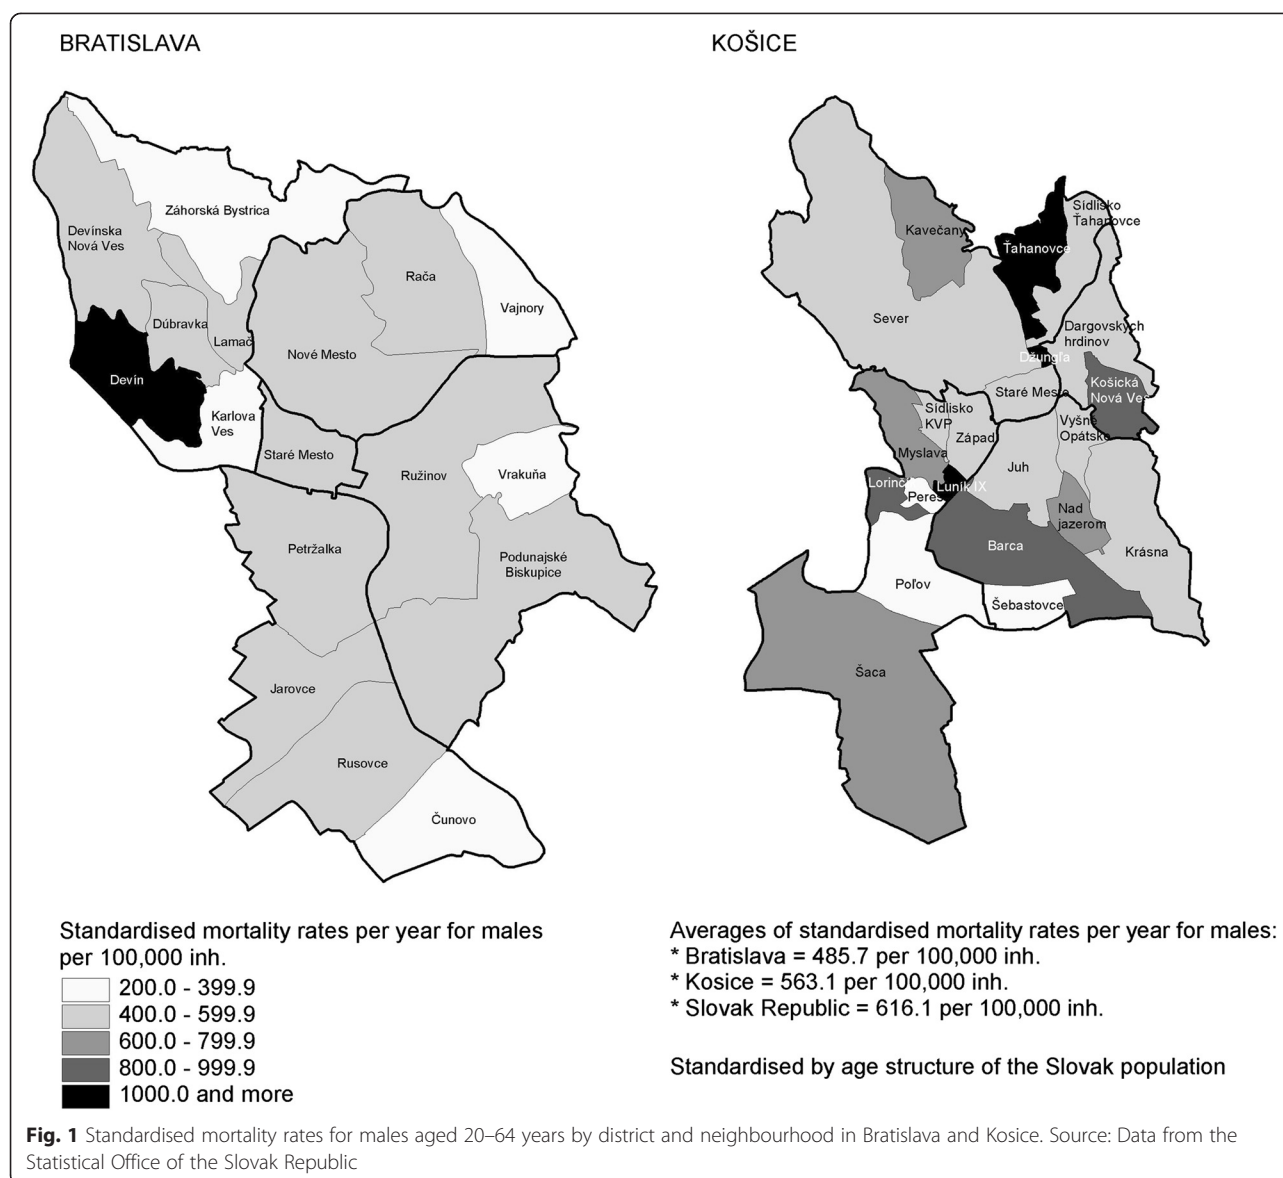 BRATISLAVA
KOŠICE
Záhorská Bystrica
Devínska
Nová Ves
Rača
Vajnory
Dúbravka
Lamač
Nové Mesto
Devín
Karlova
Ves
Staré Mesto
Ružinov
Vrakuňa
Petržalka
Podunajské
Biskupice
Jarovce
Rusovce
Čunovo
Sídlisko
Ťahanovce
Kavečany
Ťahanovce
Sever
Dargovských
hrdinov
Džungľa
Staré Mesto
Košická
Nová Ves
Sídlisko
KVP
Západ
Vyšné
Opátske
Myslava
Juh
Luník IX
Pereš
Nad
jazerom
Barca
Krásna
Poľov
Šebastovce
Šaca
Standardised mortality rates per year for males
per 100,000 inh.
200.0 - 399.9
400.0 - 599.9
600.0 - 799.9
800.0 - 999.9
1000.0 and more
Averages of standardised mortality rates per year for males:
* Bratislava = 485.7 per 100,000 inh.
* Kosice = 563.1 per 100,000 inh.
* Slovak Republic = 616.1 per 100,000 inh.
Standardised by age structure of the Slovak population
Fig. 1 Standardised mortality rates for males aged 20–64 years by district and neighbourhood in Bratislava and Kosice. Source: Data from the
Statistical Office of the Slovak Republic